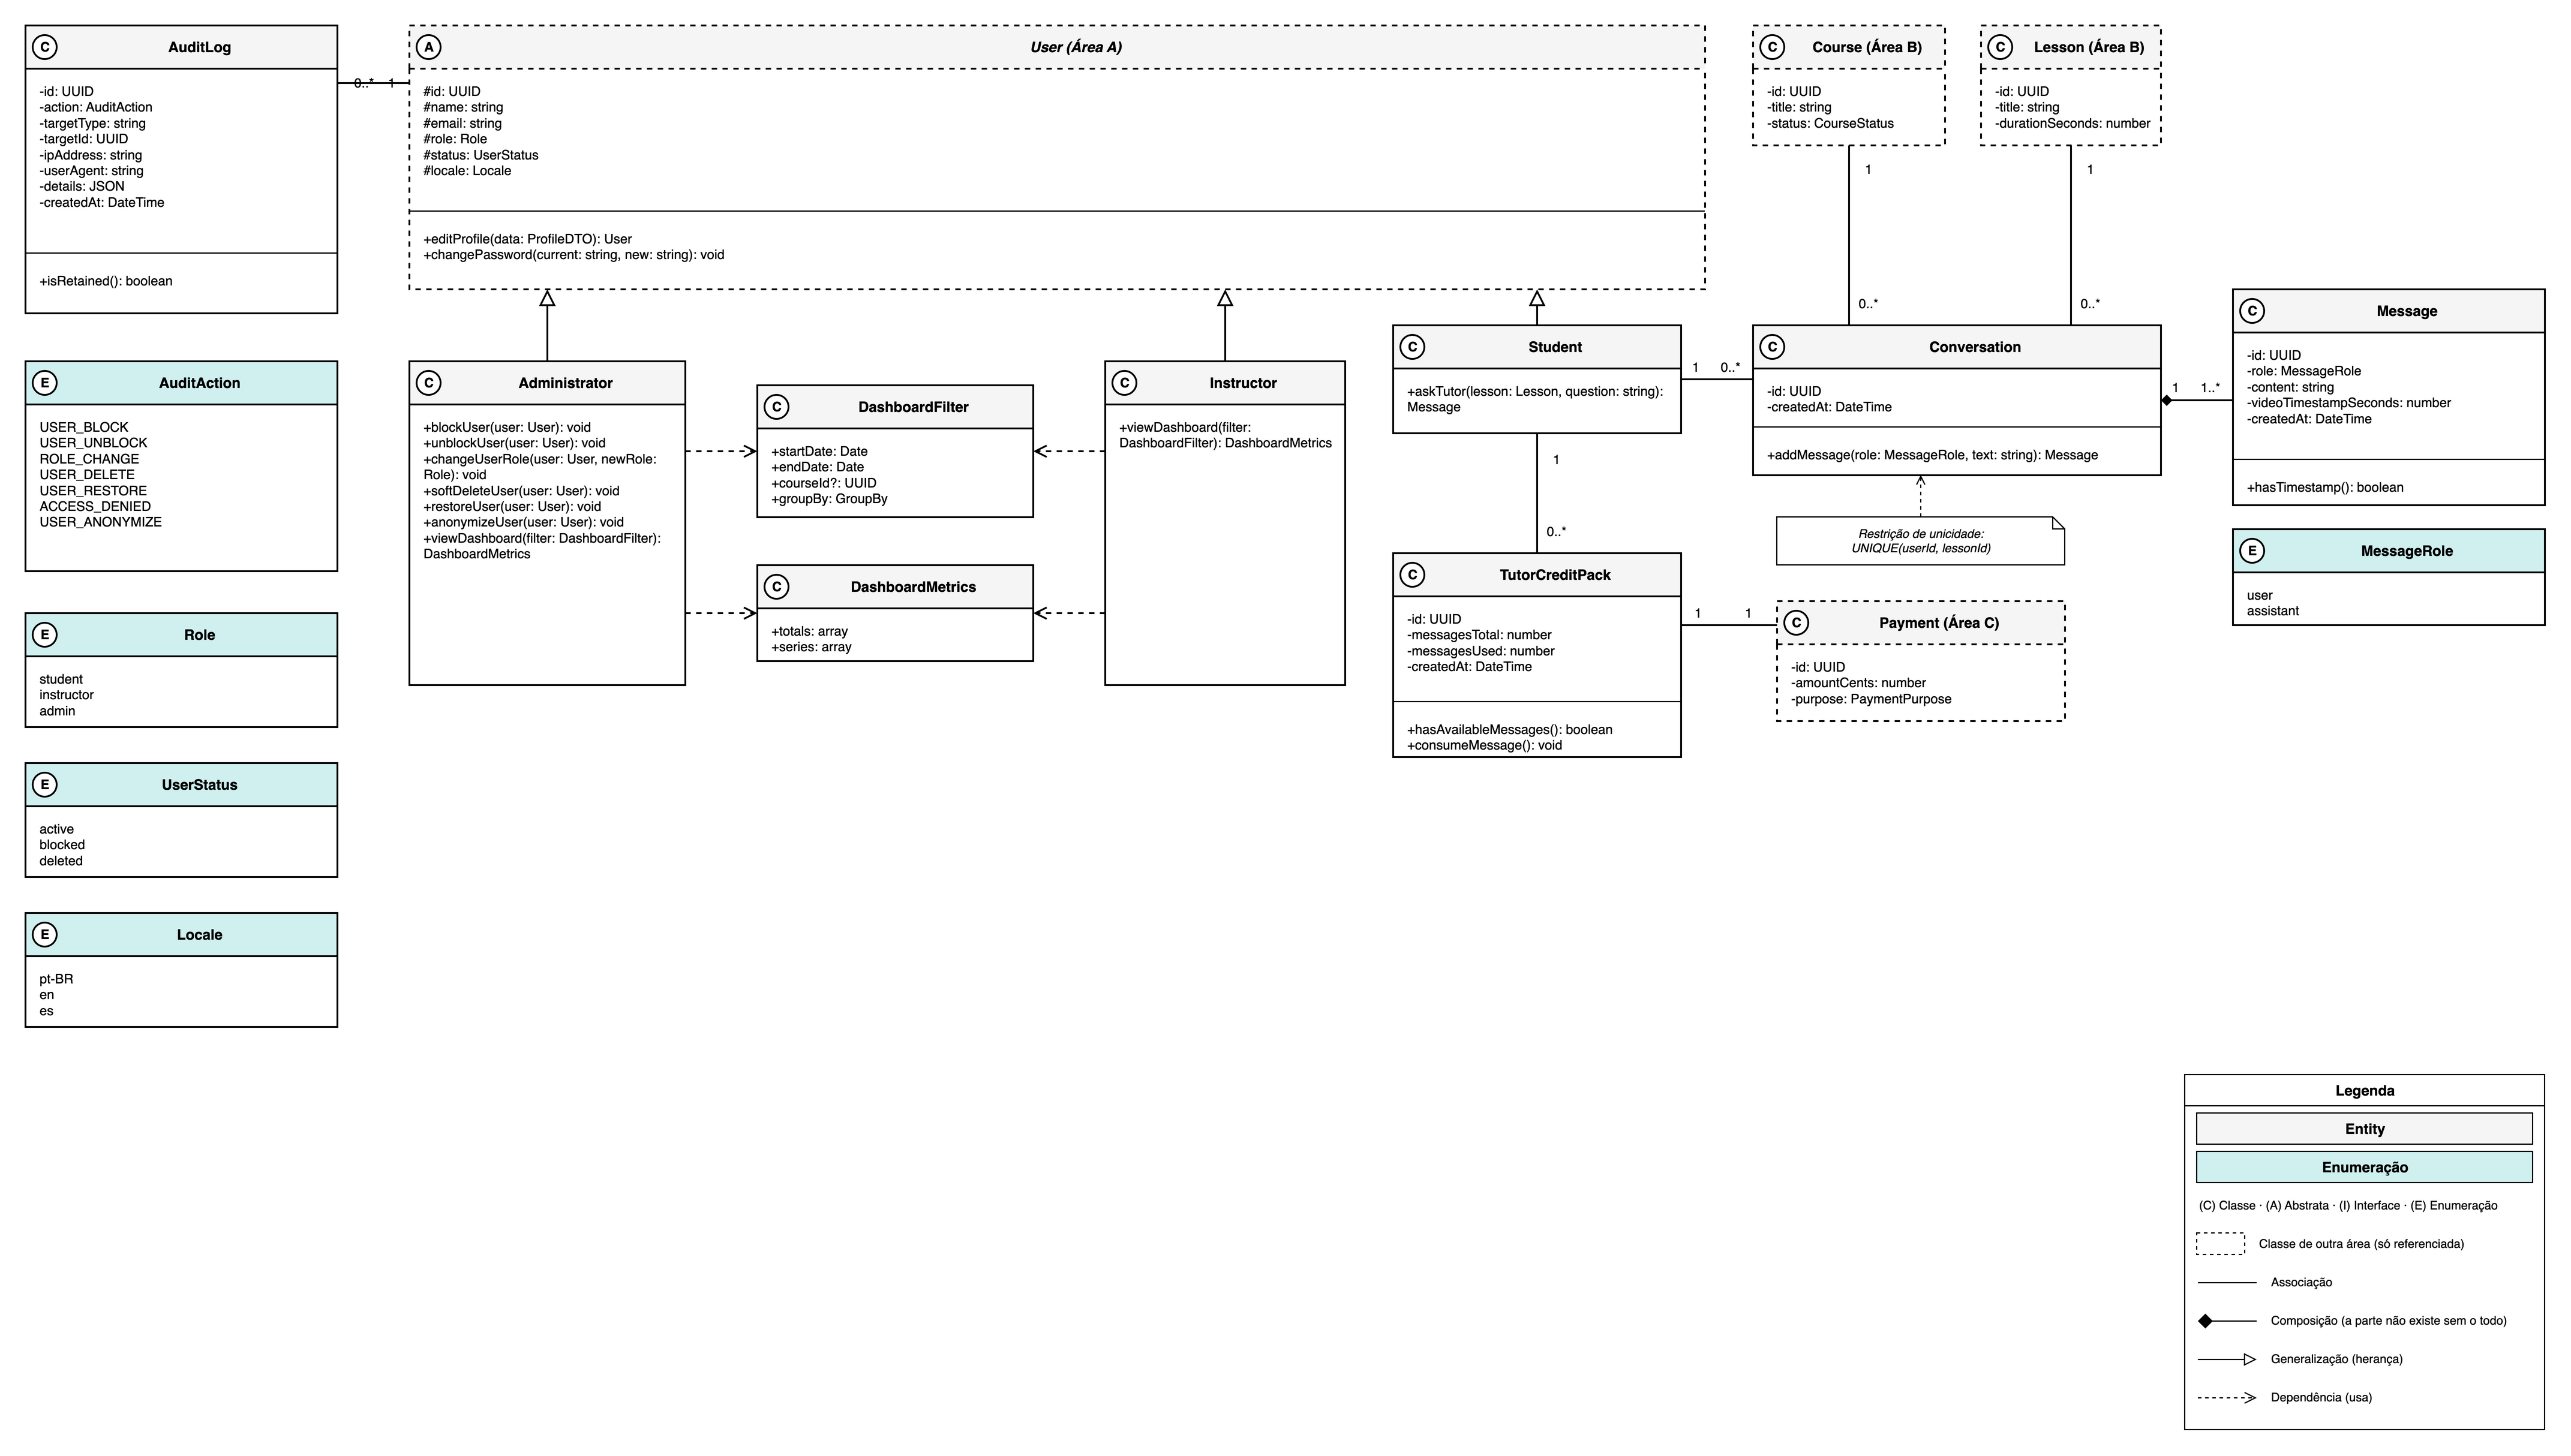 C
AuditLog
-id: UUID
-action: AuditAction
-targetType: string
-targetId: UUID
-ipAddress: string
-userAgent: string
-details: JSON
-createdAt: DateTime
+isRetained(): boolean
0..*
1
A
User (Área A)
#id: UUID
#name: string
#email: string
#role: Role
#status: UserStatus
#locale: Locale
+editProfile(data: ProfileDTO): User
+changePassword(current: string, new: string): void
C
Course (Área B)
-id: UUID
-title: string
-status: CourseStatus
1
0..*
C
Lesson (Área B)
-id: UUID
-title: string
-durationSeconds: number
1
0..*
E
AuditAction
USER_BLOCK
USER_UNBLOCK
ROLE_CHANGE
USER_DELETE
USER_RESTORE
ACCESS_DENIED
USER_ANONYMIZE
C
Administrator
+blockUser(user: User): void
+unblockUser(user: User): void
+changeUserRole(user: User, newRole:
Role): void
+softDeleteUser(user: User): void
+restoreUser(user: User): void
+anonymizeUser(user: User): void
+viewDashboard(filter: DashboardFilter):
DashboardMetrics
C
DashboardFilter
+startDate: Date
+endDate: Date
+courseId?: UUID
+groupBy: GroupBy
C
DashboardMetrics
+totals: array
+series: array
C
Instructor
+viewDashboard(filter:
DashboardFilter): DashboardMetrics
C
Student
+askTutor(lesson: Lesson, question: string):
Message
1
0..*
C
Conversation
-id: UUID
-createdAt: DateTime
+addMessage(role: MessageRole, text: string): Message
1
1..*
C
Message
-id: UUID
-role: MessageRole
-content: string
-videoTimestampSeconds: number
-createdAt: DateTime
+hasTimestamp(): boolean
Restrição de unicidade:
UNIQUE(userId, lessonId)
E
MessageRole
user
assistant
1
0..*
C
TutorCreditPack
-id: UUID
-messagesTotal: number
-messagesUsed: number
-createdAt: DateTime
+hasAvailableMessages(): boolean
+consumeMessage(): void
1
1
C
Payment (Área C)
-id: UUID
-amountCents: number
-purpose: PaymentPurpose
E
Role
student
instructor
admin
E
UserStatus
active
blocked
deleted
E
Locale
pt-BR
en
es
Legenda
Entity
Enumeração
(C) Classe · (A) Abstrata · (I) Interface · (E) Enumeração
Classe de outra área (só referenciada)
Associação
Composição (a parte não existe sem o todo)
Generalização (herança)
Dependência (usa)